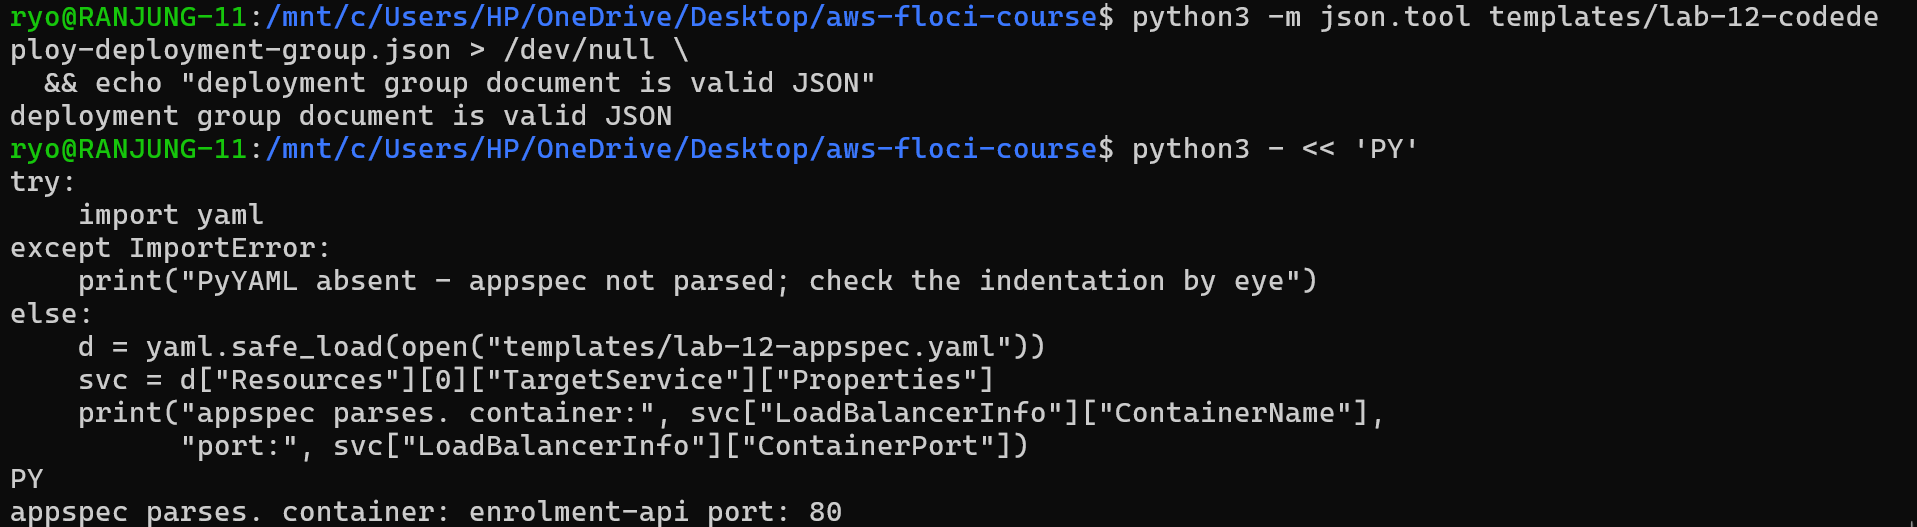 ryo@RANJUNG-11:/mnt/c/Users/HP/OneDrive/Desktop/aws-floci-course$ python3 -m json.tool templates/lab-12-codede
ploy-deployment-group.json > /dev/null \
  && echo "deployment group document is valid JSON"
deployment group document is valid JSON
ryo@RANJUNG-11:/mnt/c/Users/HP/OneDrive/Desktop/aws-floci-course$ python3 - << 'PY'
try:
    import yaml
except ImportError:
    print("PyYAML absent - appspec not parsed; check the indentation by eye")
else:
    d = yaml.safe_load(open("templates/lab-12-appspec.yaml"))
    svc = d["Resources"][0]["TargetService"]["Properties"]
    print("appspec parses. container:", svc["LoadBalancerInfo"]["ContainerName"],
          "port:", svc["LoadBalancerInfo"]["ContainerPort"])
PY
appspec parses. container: enrolment-api port: 80